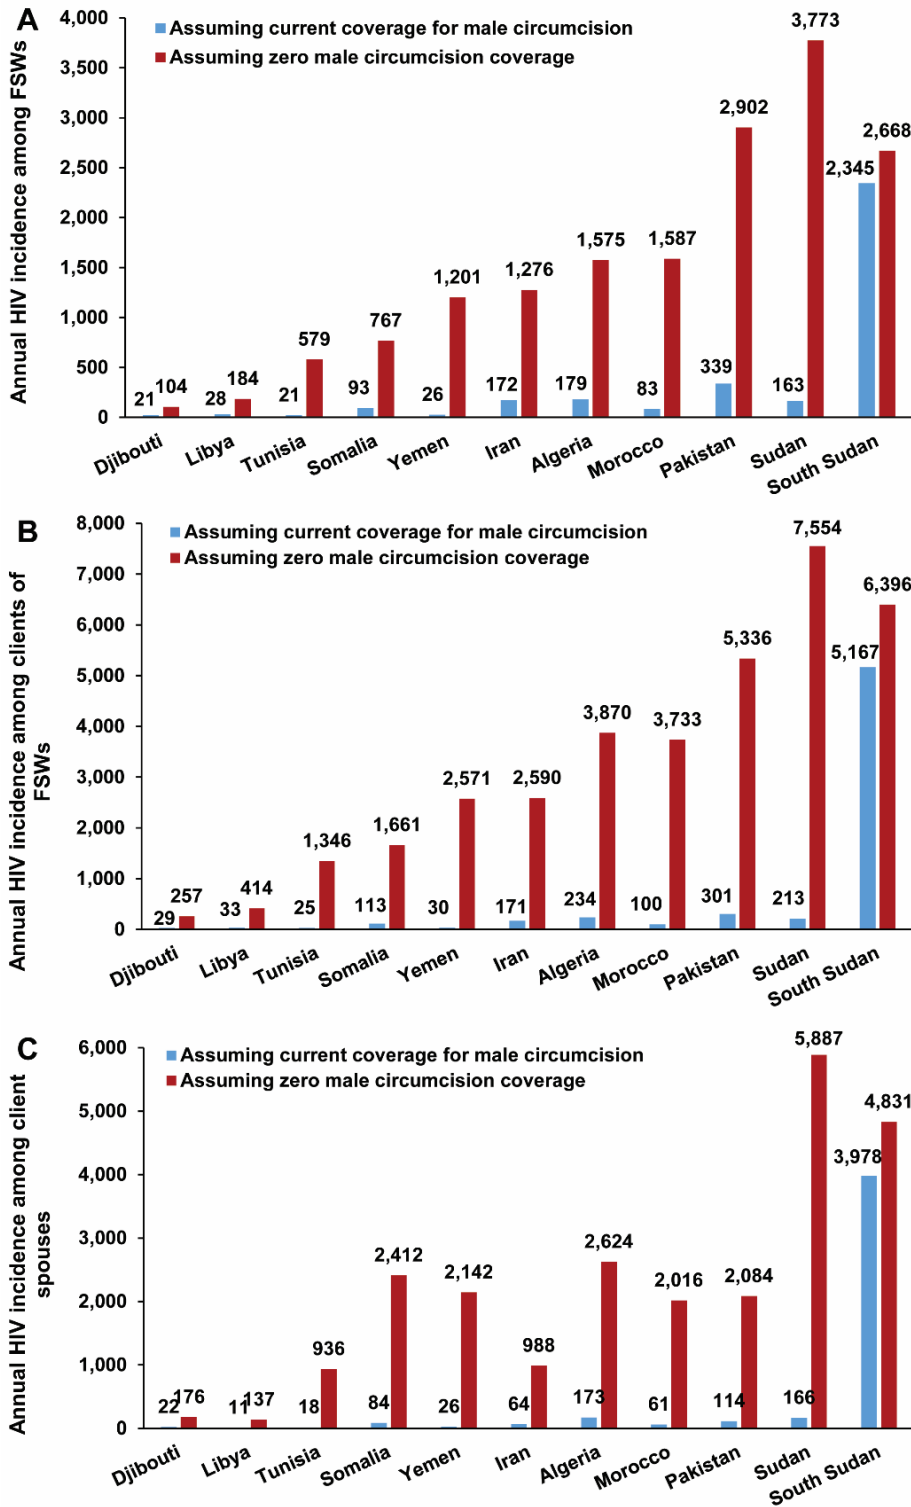 A
Annual HIV incidence among FSWs
Assuming current coverage for male circumcision
Assuming zero male circumcision coverage
4,000
3,500
3,000
2,500
2,000
1,500
1,000
500
0
21 104 28 184 21 579 93 767 26 1,201 172 1,276 179 1,575 83 1,587 339 2,902 163 3,773 2,345 2,668
Djibouti Libya Tunisia Somalia Yemen Iran Algeria Morocco Pakistan Sudan South Sudan
B
Annual HIV incidence among clients of
FSWs
Assuming current coverage for male circumcision
Assuming zero male circumcision coverage
8,000
7,000
6,000
5,000
4,000
3,000
2,000
1,000
0
29 257 33 414 25 1,346 113 1,661 30 2,571 171 2,590 234 3,870 100 3,733 301 5,336 213 7,554 5,167 6,396
Djibouti Libya Tunisia Somalia Yemen Iran Algeria Morocco Pakistan Sudan South Sudan
C
Annual HIV incidence among client
spouses
Assuming current coverage for male circumcision
Assuming zero male circumcision coverage
6,000
5,000
4,000
3,000
2,000
1,000
0
22 176 11 137 18 936 84 2,412 26 2,142 64 988 173 2,624 61 2,016 114 2,084 166 5,887 3,978 4,831
Djibouti Libya Tunisia Somalia Yemen Iran Algeria Morocco Pakistan Sudan South Sudan